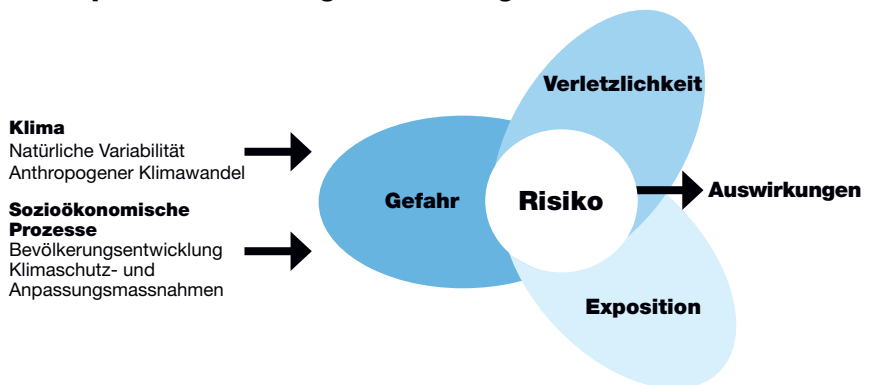 Klima
Natürliche Variabilität
Anthropogener Klimawandel
Sozioökonomische
Prozesse
Bevölkerungsentwicklung
Klimaschutz- und
Anpassungsmassnahmen
Gefahr
Verletzlichkeit
Risiko
Exposition
Auswirkungen